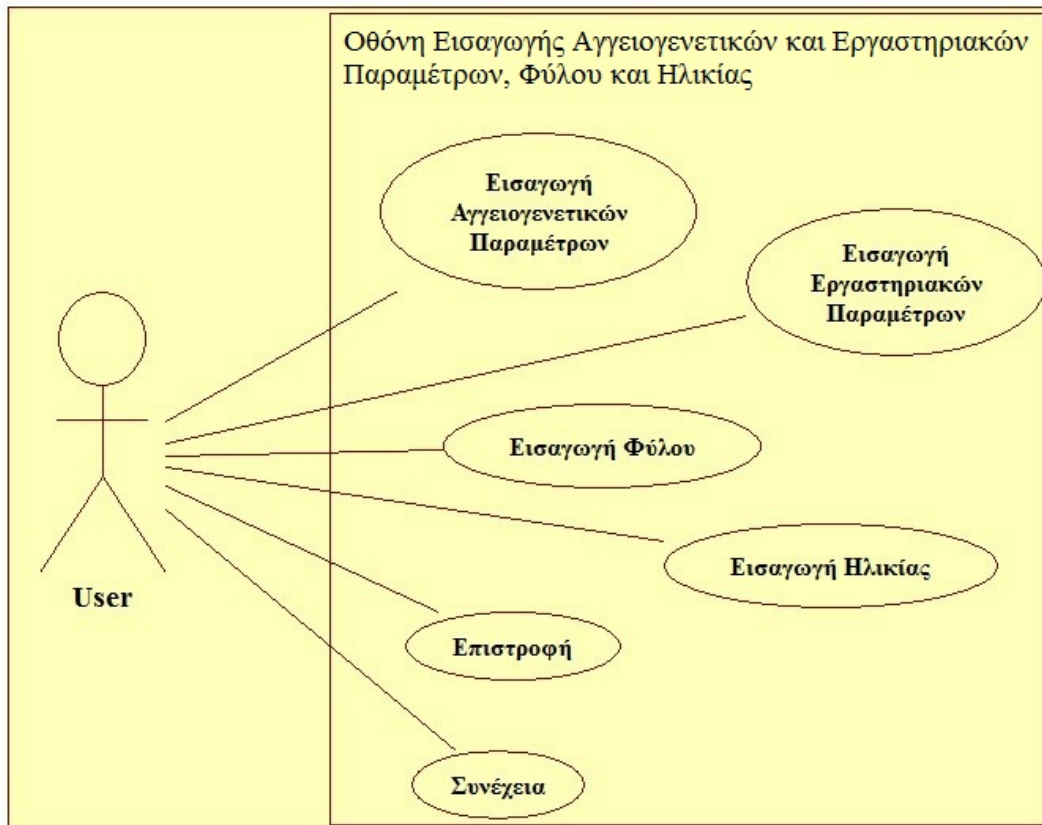 Οθόνη Εισαγωγής Αγγειογενετικών και Εργαστηριακών
Παραμέτρων, Φύλου και Ηλικίας
Εισαγωγή
Αγγειογενετικών
Παραμέτρων
Εισαγωγή
Εργαστηριακών
Παραμέτρων
Εισαγωγή Φύλου
Εισαγωγή Ηλικίας
User
Επιστροφή
Συνέχεια